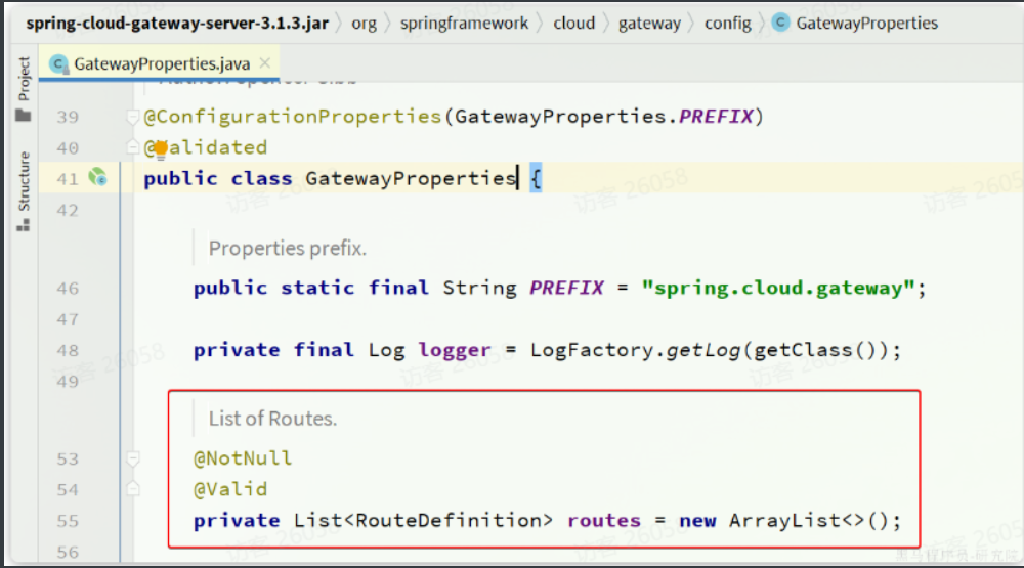 spring-cloud-gateway-server-3.1.3.jar 〉 org 〉 springframework 〉 cloud 〉 gateway 〉 config 〉 C GatewayProperties
Project
Structure
C GatewayProperties.java ×
39 @ConfigurationProperties(GatewayProperties.PREFIX)
40 @Validated
41 public class GatewayProperties {
42
Properties prefix.
46 public static final String PREFIX = "spring.cloud.gateway";
47
48 private final Log logger = LogFactory.getLog(getClass());
49
List of Routes.
53 @NotNull
54 @Valid
55 private List<RouteDefinition> routes = new ArrayList<>();
56
访客 26058